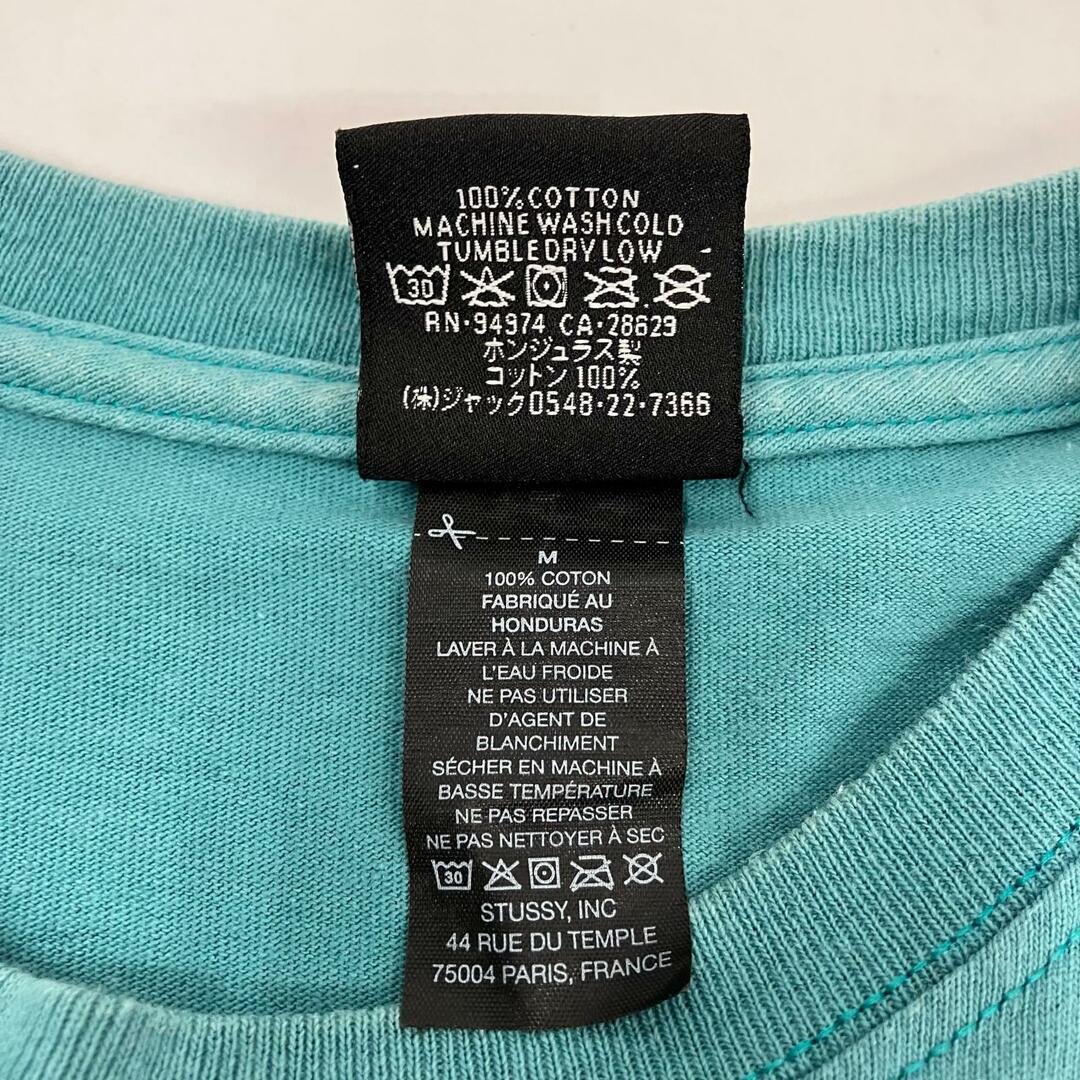 100% COTTON
MACHINE WASH COLD
TUMBLE DRY LOW
30
RN·94974 CA·28629
ホンジュラス製
コットン 100%
(株)ジャック0548·22·7366
M
100% COTON
FABRIQUÉ AU
HONDURAS
LAVER À LA MACHINE À
L'EAU FROIDE
NE PAS UTILISER
D'AGENT DE
BLANCHIMENT
SÉCHER EN MACHINE À
BASSE TEMPÉRATURE
NE PAS REPASSER
NE PAS NETTOYER À SEC
30
STUSSY, INC
44 RUE DU TEMPLE
75004 PARIS, FRANCE